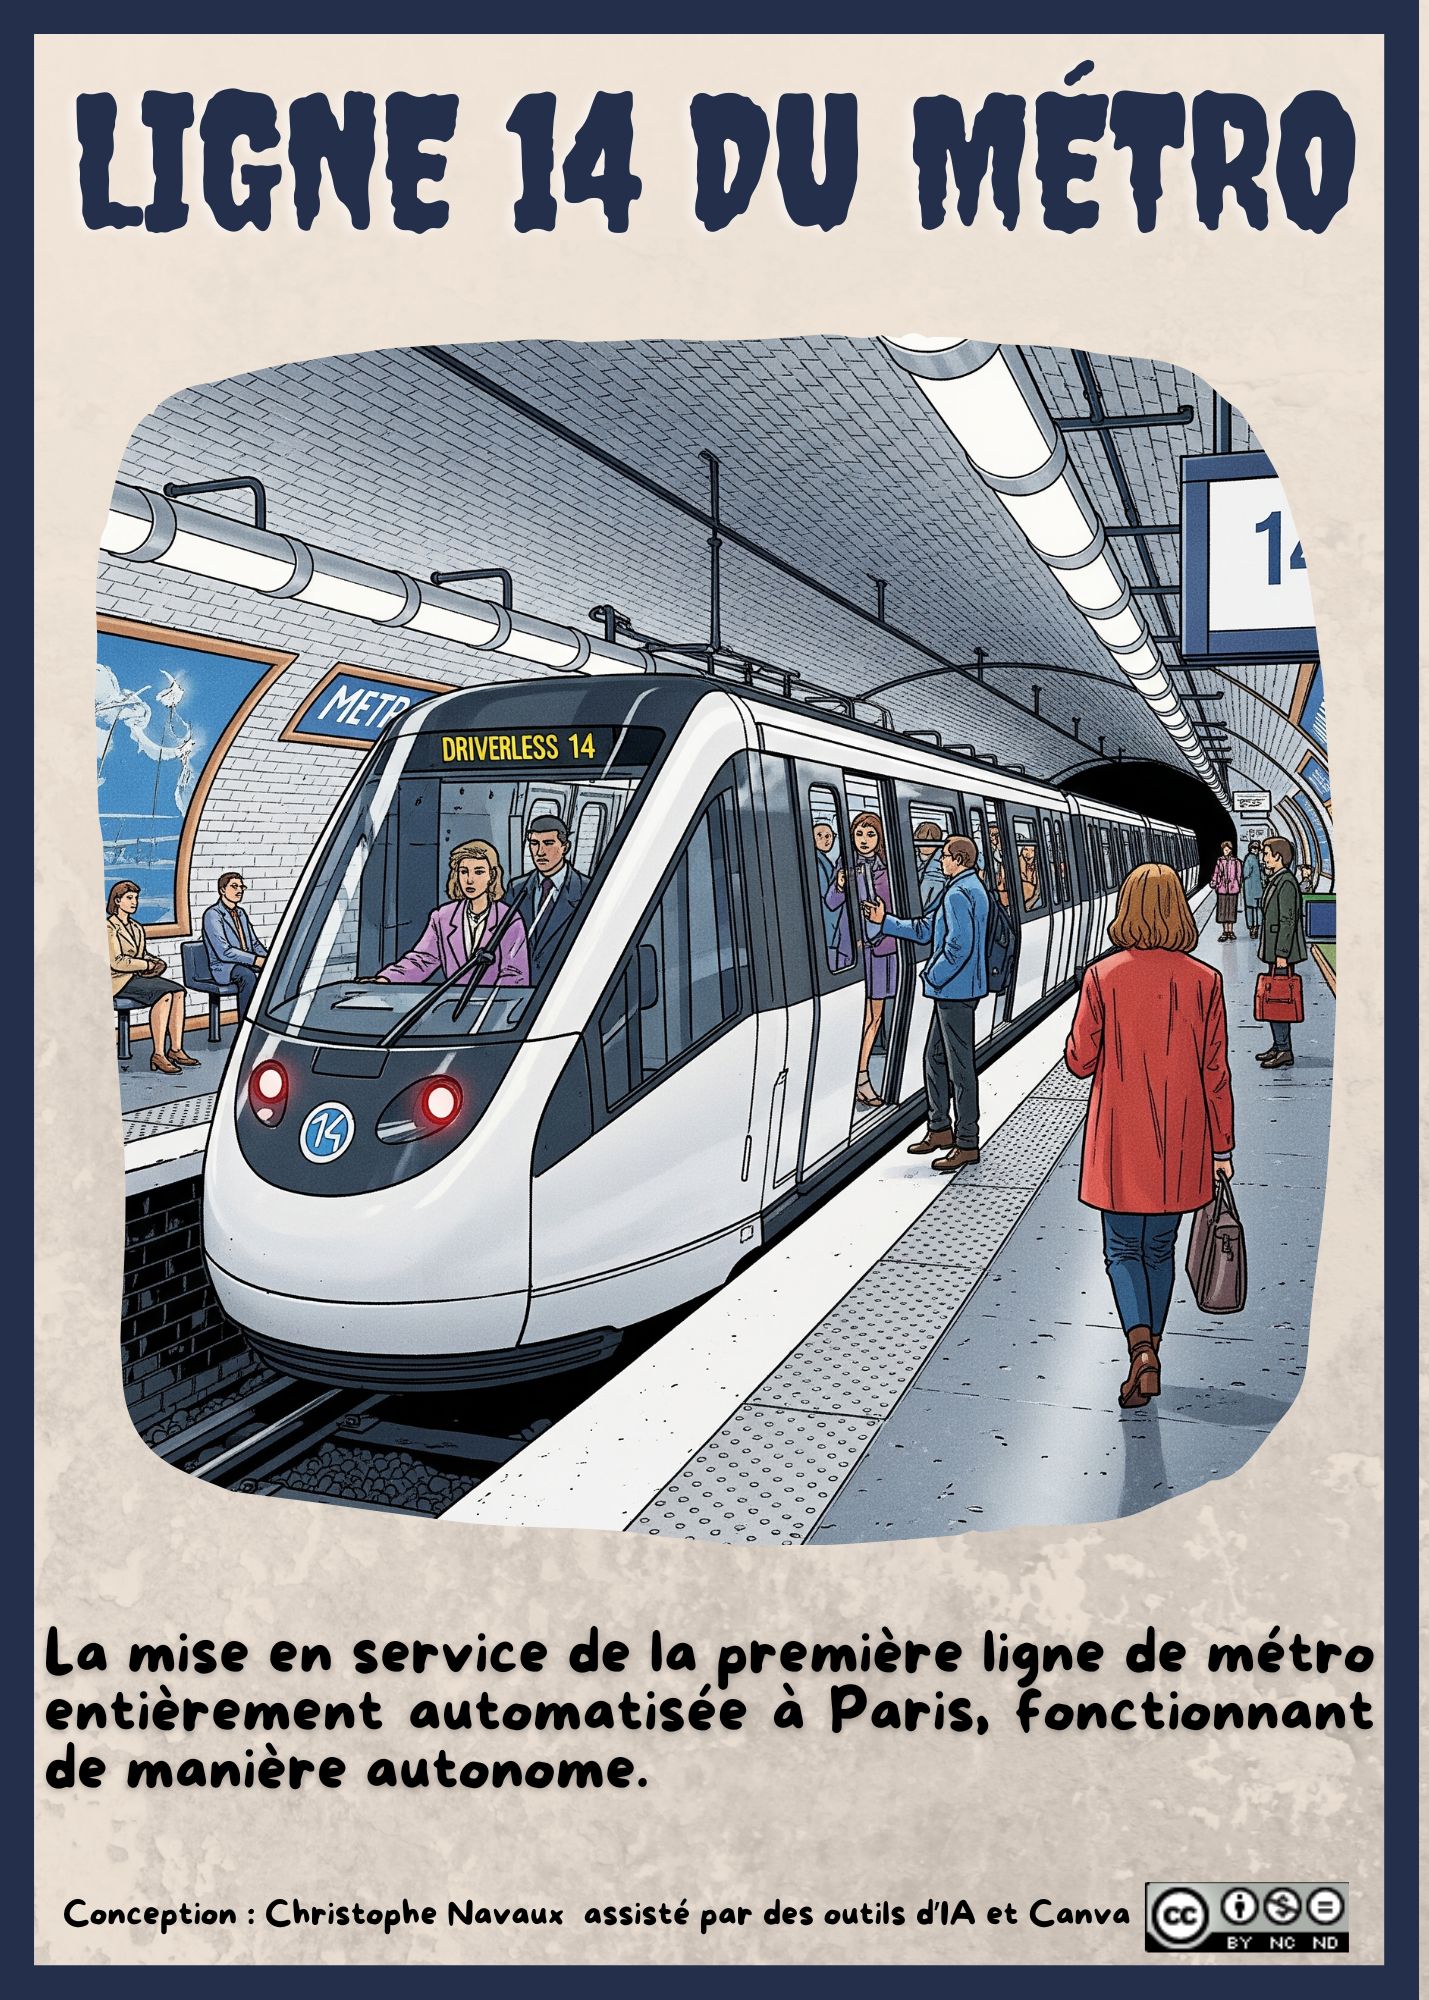 LIGNE 14 DU MÉTRO
14
METR
DRIVERLESS 14
14
La mise en service de la première ligne de métro
entièrement automatisée à Paris, fonctionnant
de manière autonome.
Conception : Christophe Navaux assisté par des outils d'IA et Canva
cc
BY NC ND